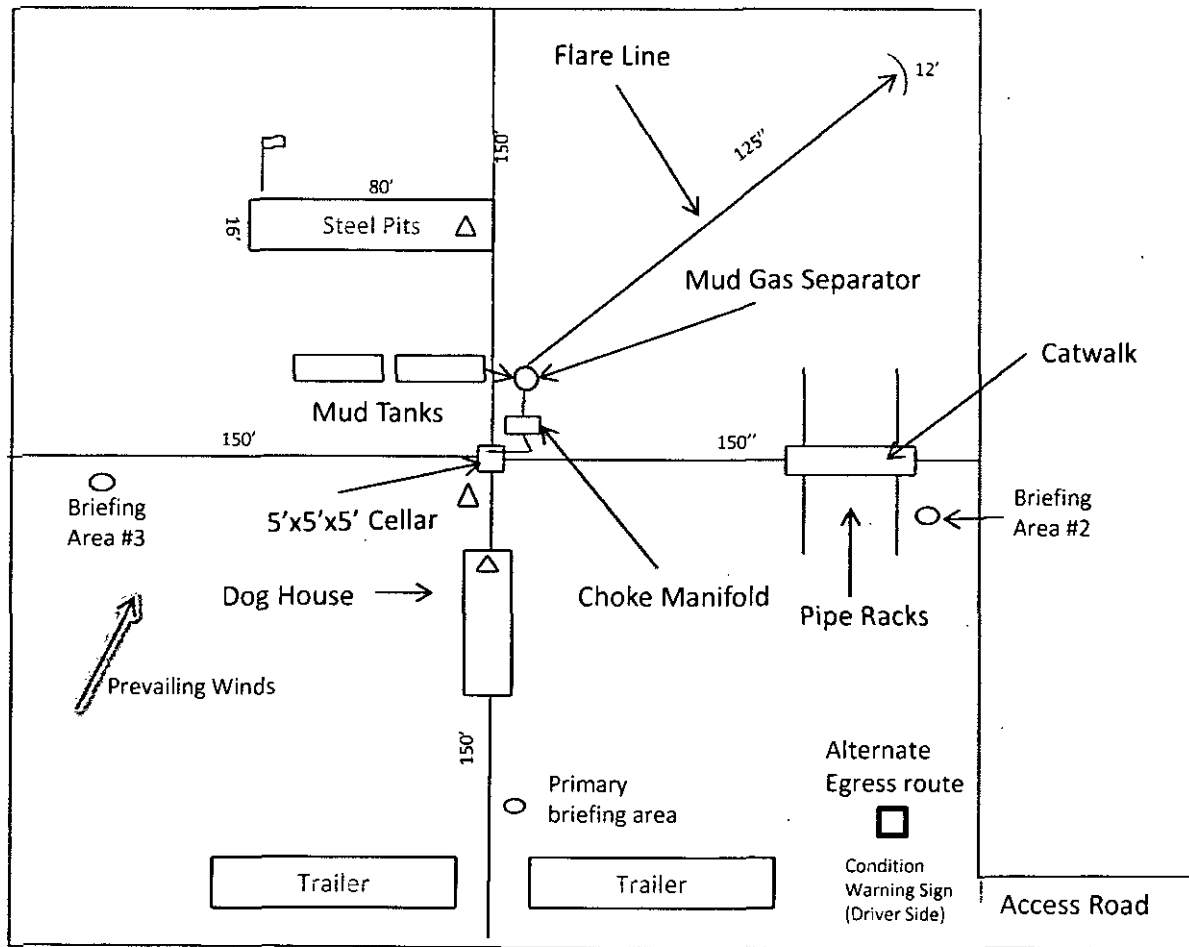 Flare Line
12'
125''
150'
80'
16'
Steel Pits
Mud Gas Separator
Catwalk
Mud Tanks
150'
150''
Briefing
Area #3
5'x5'x5' Cellar
Briefing
Area #2
Dog House
Choke Manifold
Pipe Racks
Prevailing Winds
150'
Alternate
Egress route
Primary
briefing area
Trailer
Trailer
Condition
Warning Sign
(Driver Side)
Access Road